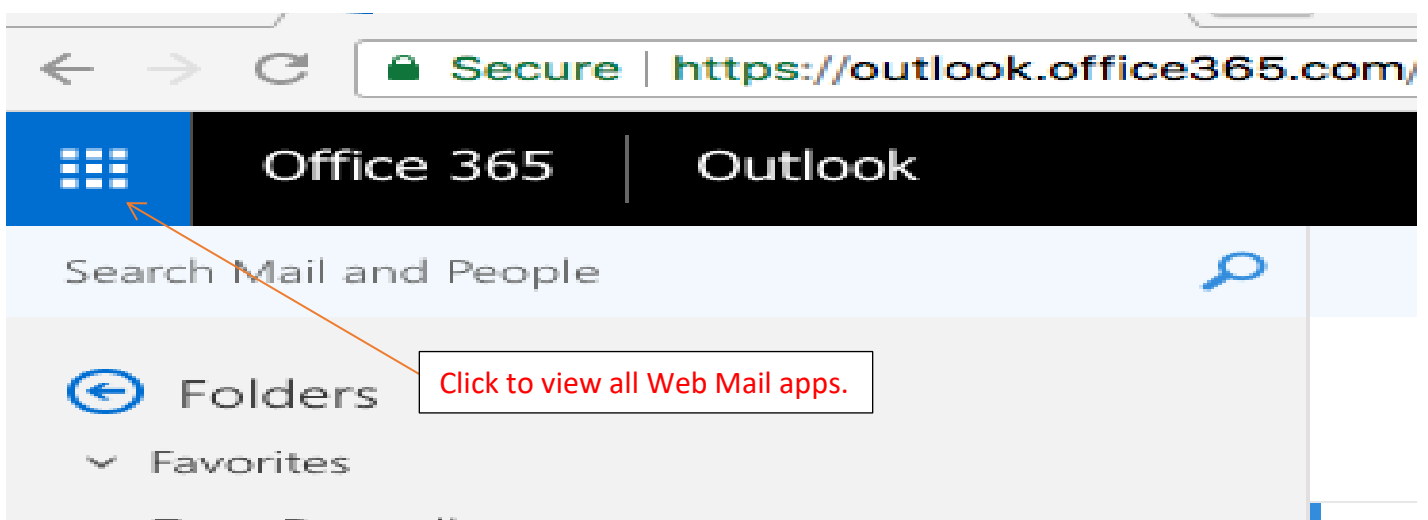 Secure | https://outlook.office365.com/
Office 365 | Outlook
Search Mail and People
Folders
Click to view all Web Mail apps.
Favorites